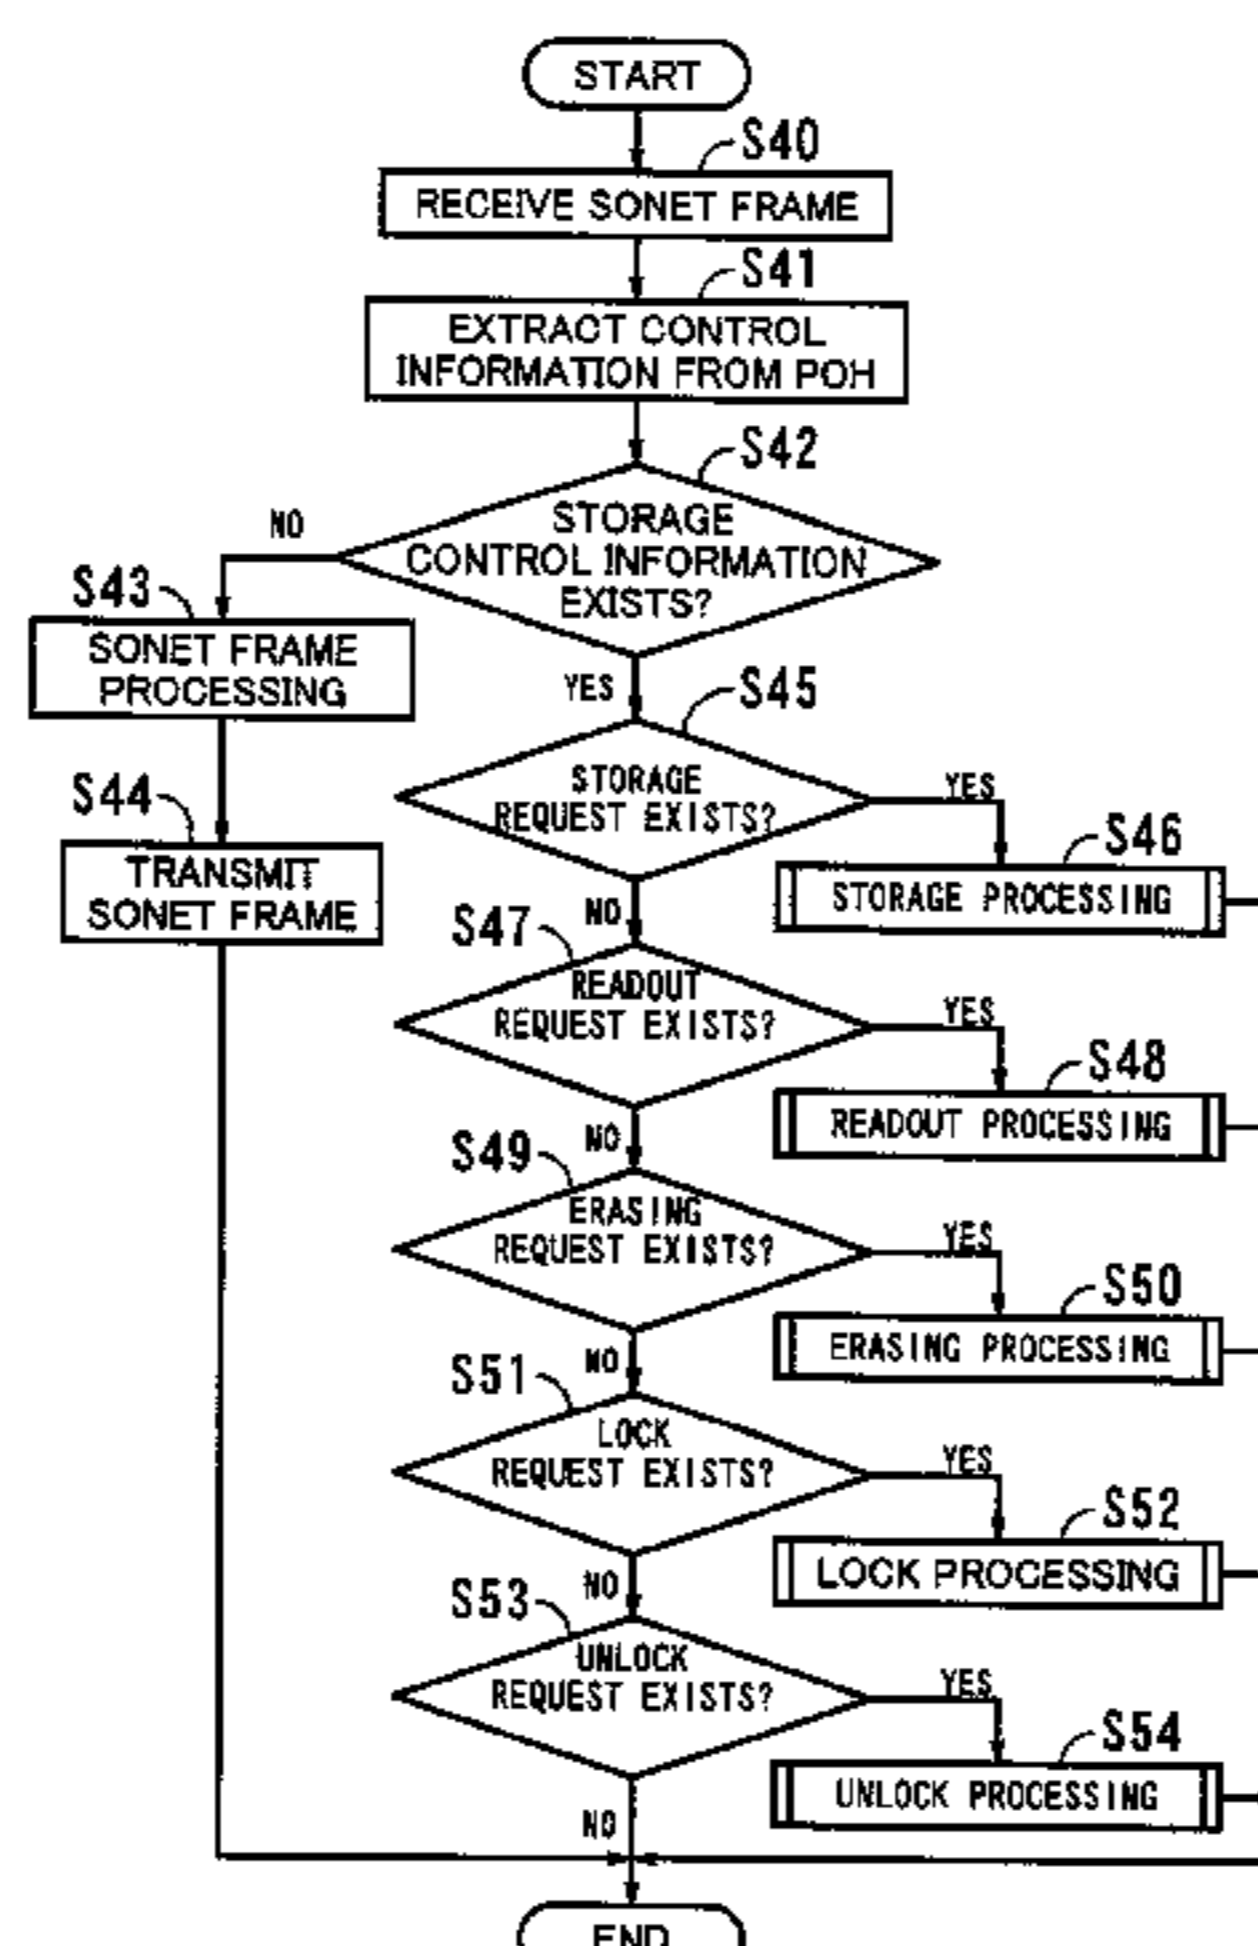 START
S40
RECEIVE SONET FRAME
S41
EXTRACT CONTROL
INFORMATION FROM POH
S42
STORAGE
CONTROL INFORMATION
EXISTS?
NO
S43
SONET FRAME
PROCESSING
S44
TRANSMIT
SONET FRAME
YES
S45
STORAGE
REQUEST EXISTS?
YES
S46
STORAGE PROCESSING
NO
S47
READOUT
REQUEST EXISTS?
YES
S48
READOUT PROCESSING
NO
S49
ERASING
REQUEST EXISTS?
YES
S50
ERASING PROCESSING
NO
S51
LOCK
REQUEST EXISTS?
YES
S52
LOCK PROCESSING
NO
S53
UNLOCK
REQUEST EXISTS?
YES
S54
UNLOCK PROCESSING
NO
END